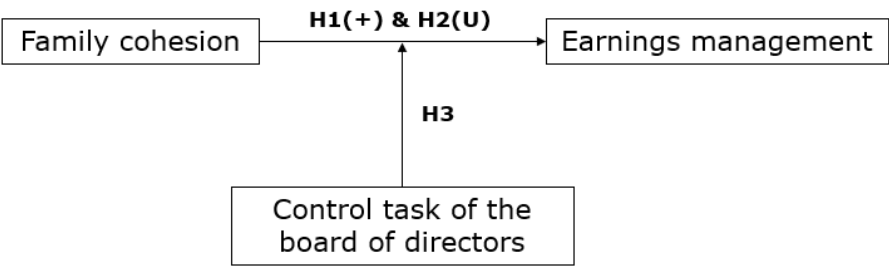 H1(+) & H2(U)
Family cohesion
Earnings management
H3
Control task of the
board of directors